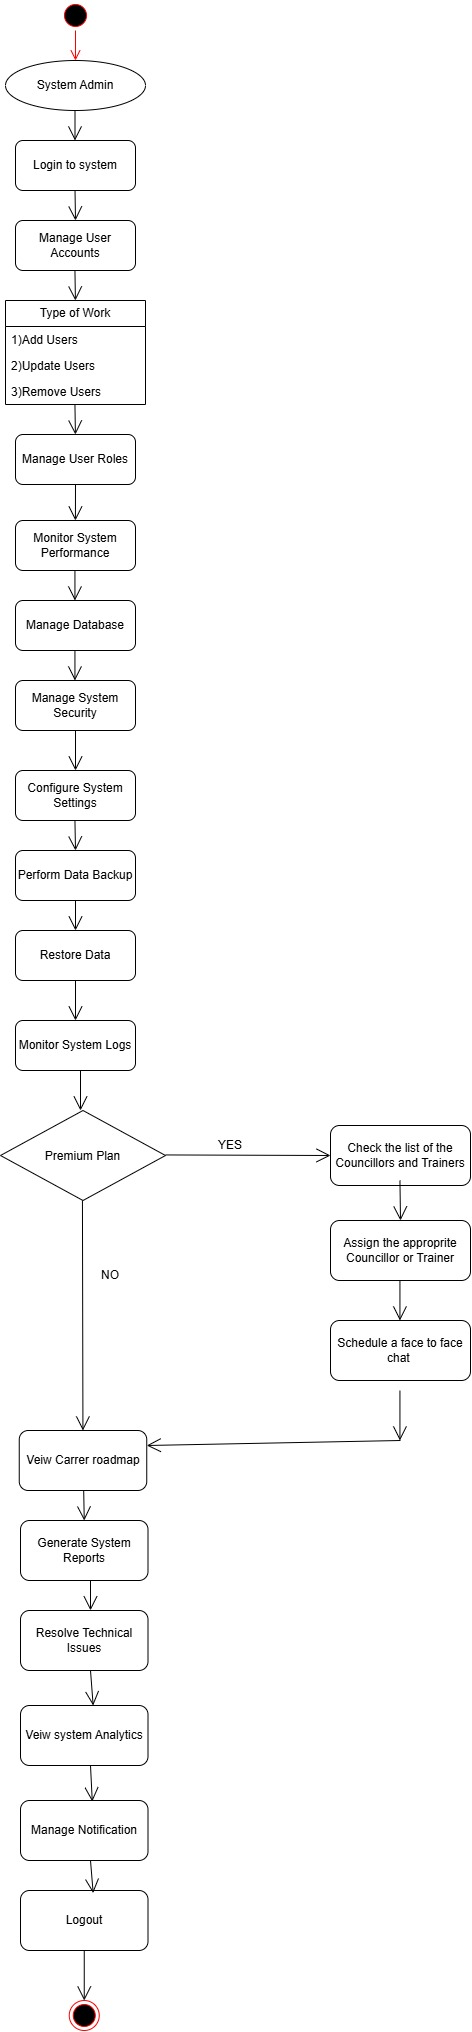 System Admin
Login to system
Manage User
Accounts
Type of Work
1)Add Users
2)Update Users
3)Remove Users
Manage User Roles
Monitor System
Performance
Manage Database
Manage System
Security
Configure System
Settings
Perform Data Backup
Restore Data
Monitor System Logs
Premium Plan
YES
Check the list of the
Councillors and Trainers
Assign the approprite
Councillor or Trainer
NO
Schedule a face to face
chat
Veiw Carrer roadmap
Generate System
Reports
Resolve Technical
Issues
Veiw system Analytics
Manage Notification
Logout